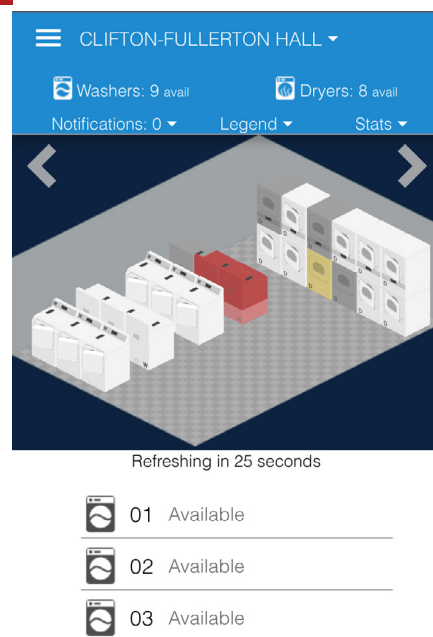 CLIFTON-FULLERTON HALL
Washers: 9 avail Dryers: 8 avail
Notifications: 0 Legend Stats
Refreshing in 25 seconds
01 Available
02 Available
03 Available